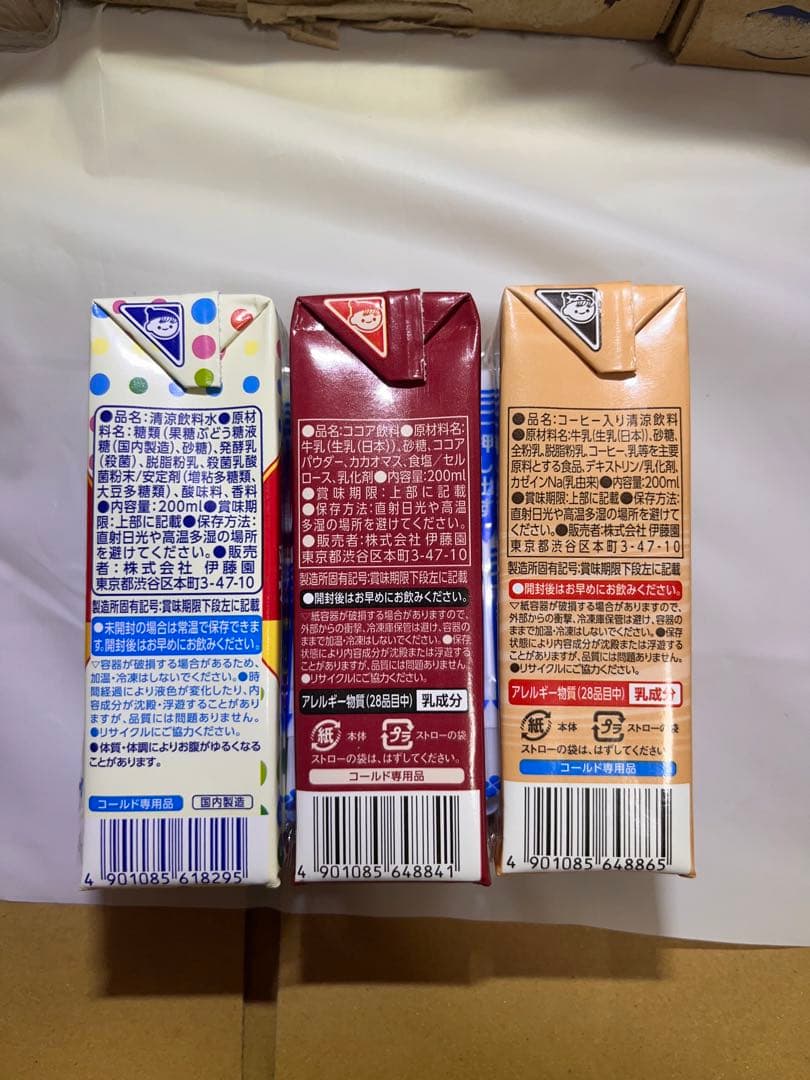 ●品名:清涼飲料水●原材
料名:糖類(果糖ぶどう糖液
糖(国内製造)、砂糖)、発酵乳
(殺菌)、脱脂粉乳、殺菌乳酸
菌粉末/安定剤(増粘多糖類、
大豆多糖類)、酸味料、香料
●内容量:200ml●賞味期
限:上部に記載●保存方法:
直射日光や高温多湿の場所
を避けてください。●販売
者:株式会社 伊藤園
東京都渋谷区本町3-47-10
製造所固有記号:賞味期限下段左に記載
●未開封の場合は常温で保存できま
す。開封後はお早めにお飲みください。
▽容器が破損する場合があるため、
加温・冷凍はしないでください。●時
間経過により液色が変化したり、内
容成分が沈殿・浮遊することがあり
ますが、品質には問題ありません。
●リサイクルにご協力ください。
●体質・体調によりお腹がゆるくなる
ことがあります。
コールド専用品 国内製造
4 901085 618295
●品名:ココア飲料●原材料名:
牛乳(生乳(日本))、砂糖、ココア
パウダー、カカオマス、食塩/セル
ロース、乳化剤●内容量:200ml
●賞味期限:上部に記載
●保存方法:直射日光や高温
多湿の場所を避けてください。
●販売者:株式会社 伊藤園
東京都渋谷区本町3-47-10
製造所固有記号:賞味期限下段左に記載
●開封後はお早めにお飲みください。
▽紙容器が破損する場合がありますので、
外部からの衝撃、冷凍庫保管は避け、容器の
ままで加温・冷凍はしないでください。●保存
状態により内容成分が沈殿または浮遊する
ことがありますが、品質には問題ありません。
●リサイクルにご協力ください。
アレルギー物質(28品目中) 乳成分
紙 本体 プラ ストローの袋
ストローの袋は、はずしてください。
コールド専用品
4 901085 648841
●品名:コーヒー入り清涼飲料
●原材料名:牛乳(生乳(日本))、砂糖、
全粉乳、脱脂粉乳、コーヒー、乳等を主要
原料とする食品、デキストリン/乳化剤、
カゼインNa(乳由来)●内容量:200ml
●賞味期限:上部に記載●保存方法:
直射日光や高温多湿の場所を避けて
ください。●販売者:株式会社 伊藤園
東京都渋谷区本町3-47-10
製造所固有記号:賞味期限下段左に記載
●開封後はお早めにお飲みください。
▽紙容器が破損する場合がありますので、
外部からの衝撃、冷凍庫保管は避け、容器の
ままで加温・冷凍はしないでください。●保存
状態により内容成分が沈殿または浮遊する
ことがありますが、品質には問題ありません。
●リサイクルにご協力ください。
アレルギー物質(28品目中) 乳成分
紙 本体 プラ ストローの袋
ストローの袋は、はずしてください
コールド専用品
4 901085 648865